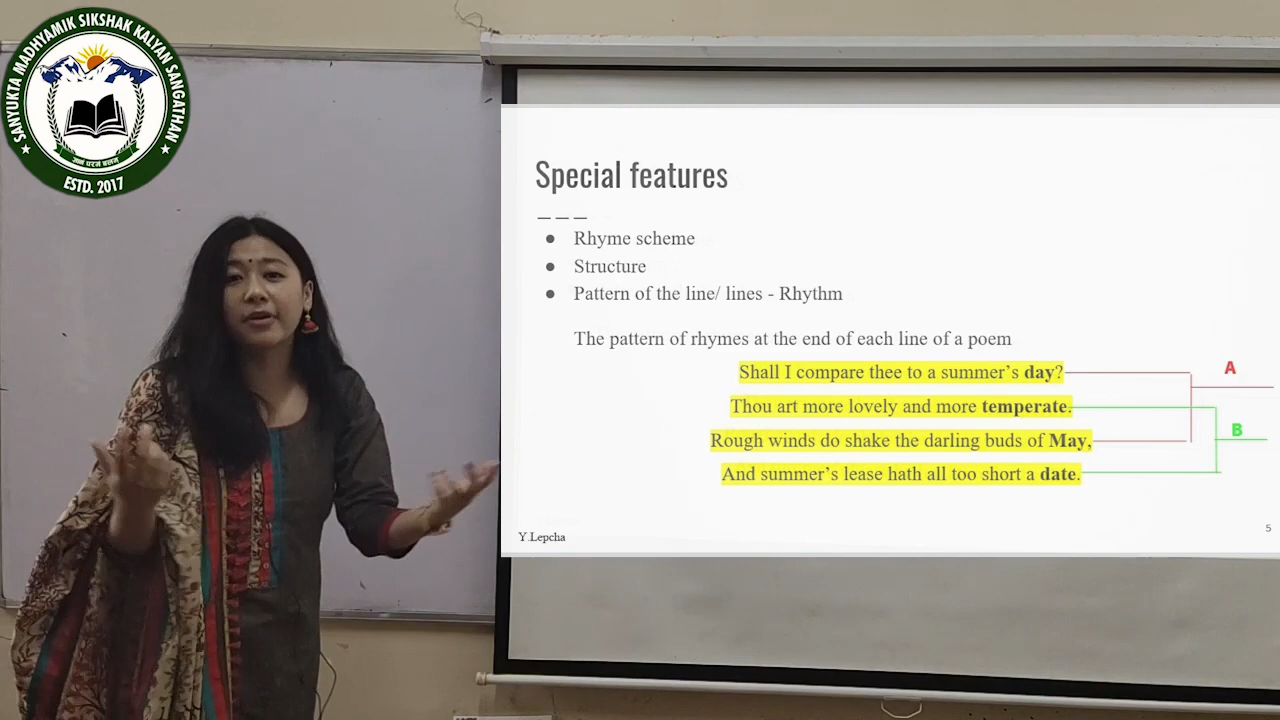 SANYUKTA MADHYAMIK SIKSHAK KALYAN SANGATHAN
ESTD. 2017
Special features
Rhyme scheme
Structure
Pattern of the line/ lines - Rhythm
The pattern of rhymes at the end of each line of a poem
Shall I compare thee to a summer’s day?
A
Thou art more lovely and more temperate.
B
Rough winds do shake the darling buds of May,
And summer’s lease hath all too short a date.
Y.Lepcha
5